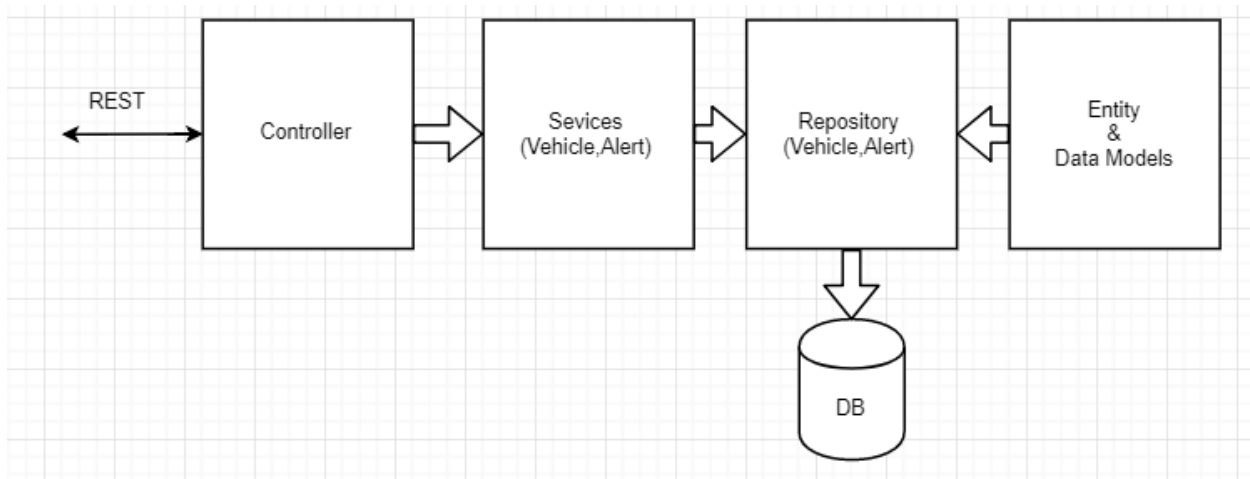 REST
Controller
Sevices
(Vehicle,Alert)
Repository
(Vehicle,Alert)
Entity
&
Data Models
DB